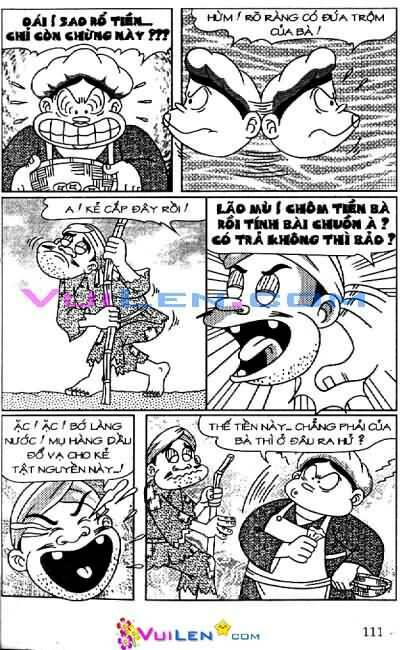 OÁI ! SAO RỔ TIỀN...
CHỈ CÒN CHỪNG NÀY ???
HỪM ! RÕ RÀNG CÓ ĐỨA TRỘM
CỦA BÀ !
A ! KẺ CẮP ĐÂY RỒI !
LÃO MÙ ! CHÔM TIỀN BÀ
RỒI TÍNH BÀI CHUỒN À ?
CÓ TRẢ KHÔNG THÌ BẢO ?
VUILEN.COM
ẶC ! ẶC ! BỚ LÀNG
NƯỚC ! MỤ HÀNG DẦU
ĐỔ VẠ CHO KẺ
TẬT NGUYỀN NÀY...!
THẾ TIỀN NÀY... CHẲNG PHẢI CỦA
BÀ THÌ Ở ĐÂU RA HỬ ?
VUILEN.COM
111